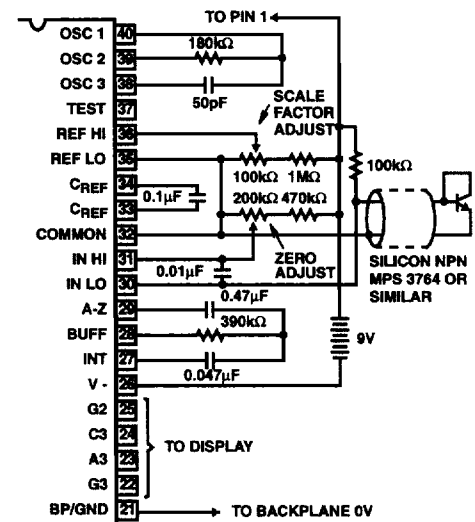 TO PIN 1
OSC 1 40
180kΩ
OSC 2 39
OSC 3 38
50pF
TEST 37
SCALE
FACTOR
ADJUST
REF HI 36
100kΩ
REF LO 35
100kΩ 1MΩ
CREF 34
0.1μF
200kΩ 470kΩ
CREF 33
COMMON 32
IN HI 31
0.01μF
ZERO
ADJUST
SILICON NPN
MPS 3764 OR
SIMILAR
IN LO 30
0.47μF
A-Z 29
390kΩ
BUFF 28
9V
INT 27
0.047μF
V - 26
G2 25
C3 24
TO DISPLAY
A3 23
G3 22
BP/GND 21
TO BACKPLANE 0V